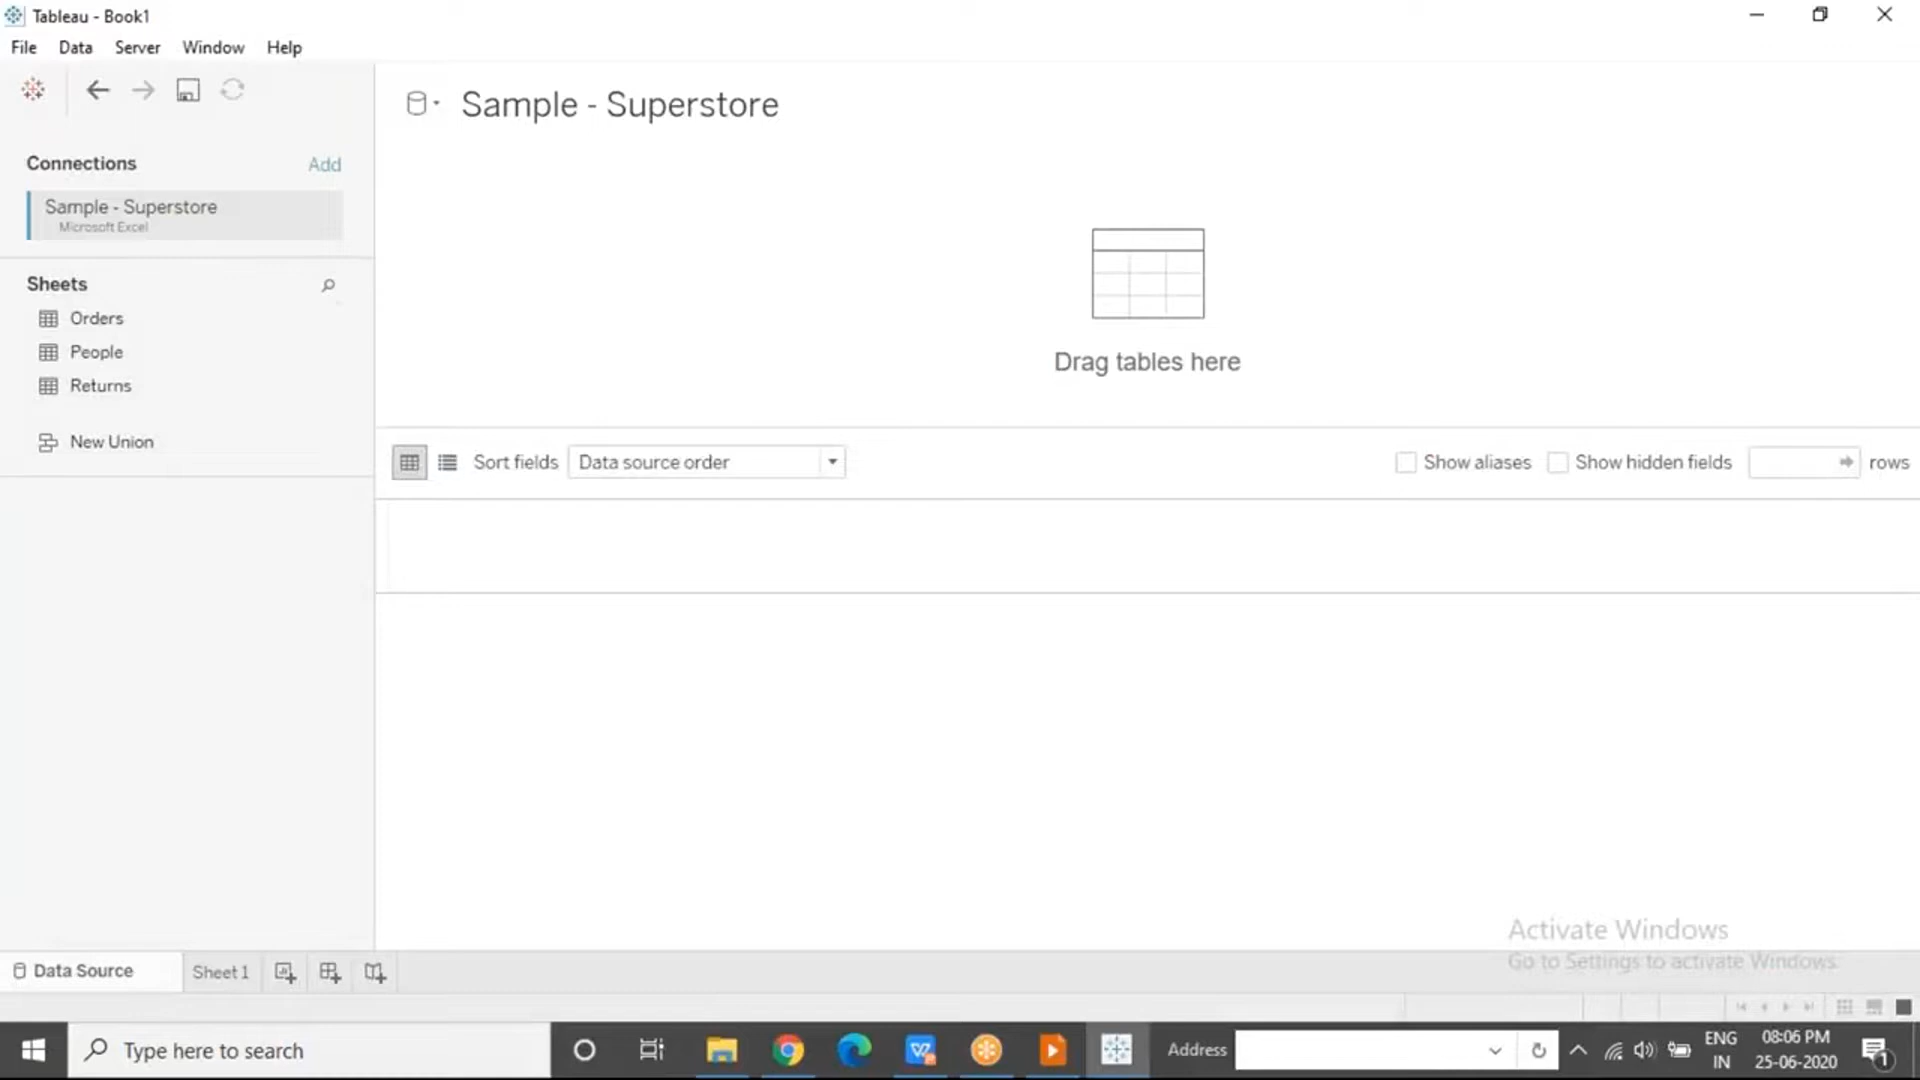 Tableau - Book1
File Data Server Window Help
Sample - Superstore
Connections Add
Sample - Superstore
Microsoft Excel
Sheets
Orders
People
Returns
New Union
Drag tables here
Sort fields Data source order Show aliases Show hidden fields rows
Activate Windows
Go to Settings to activate Windows.
Data Source Sheet 1
Type here to search
Address
ENG
IN
08:06 PM
25-06-2020
1